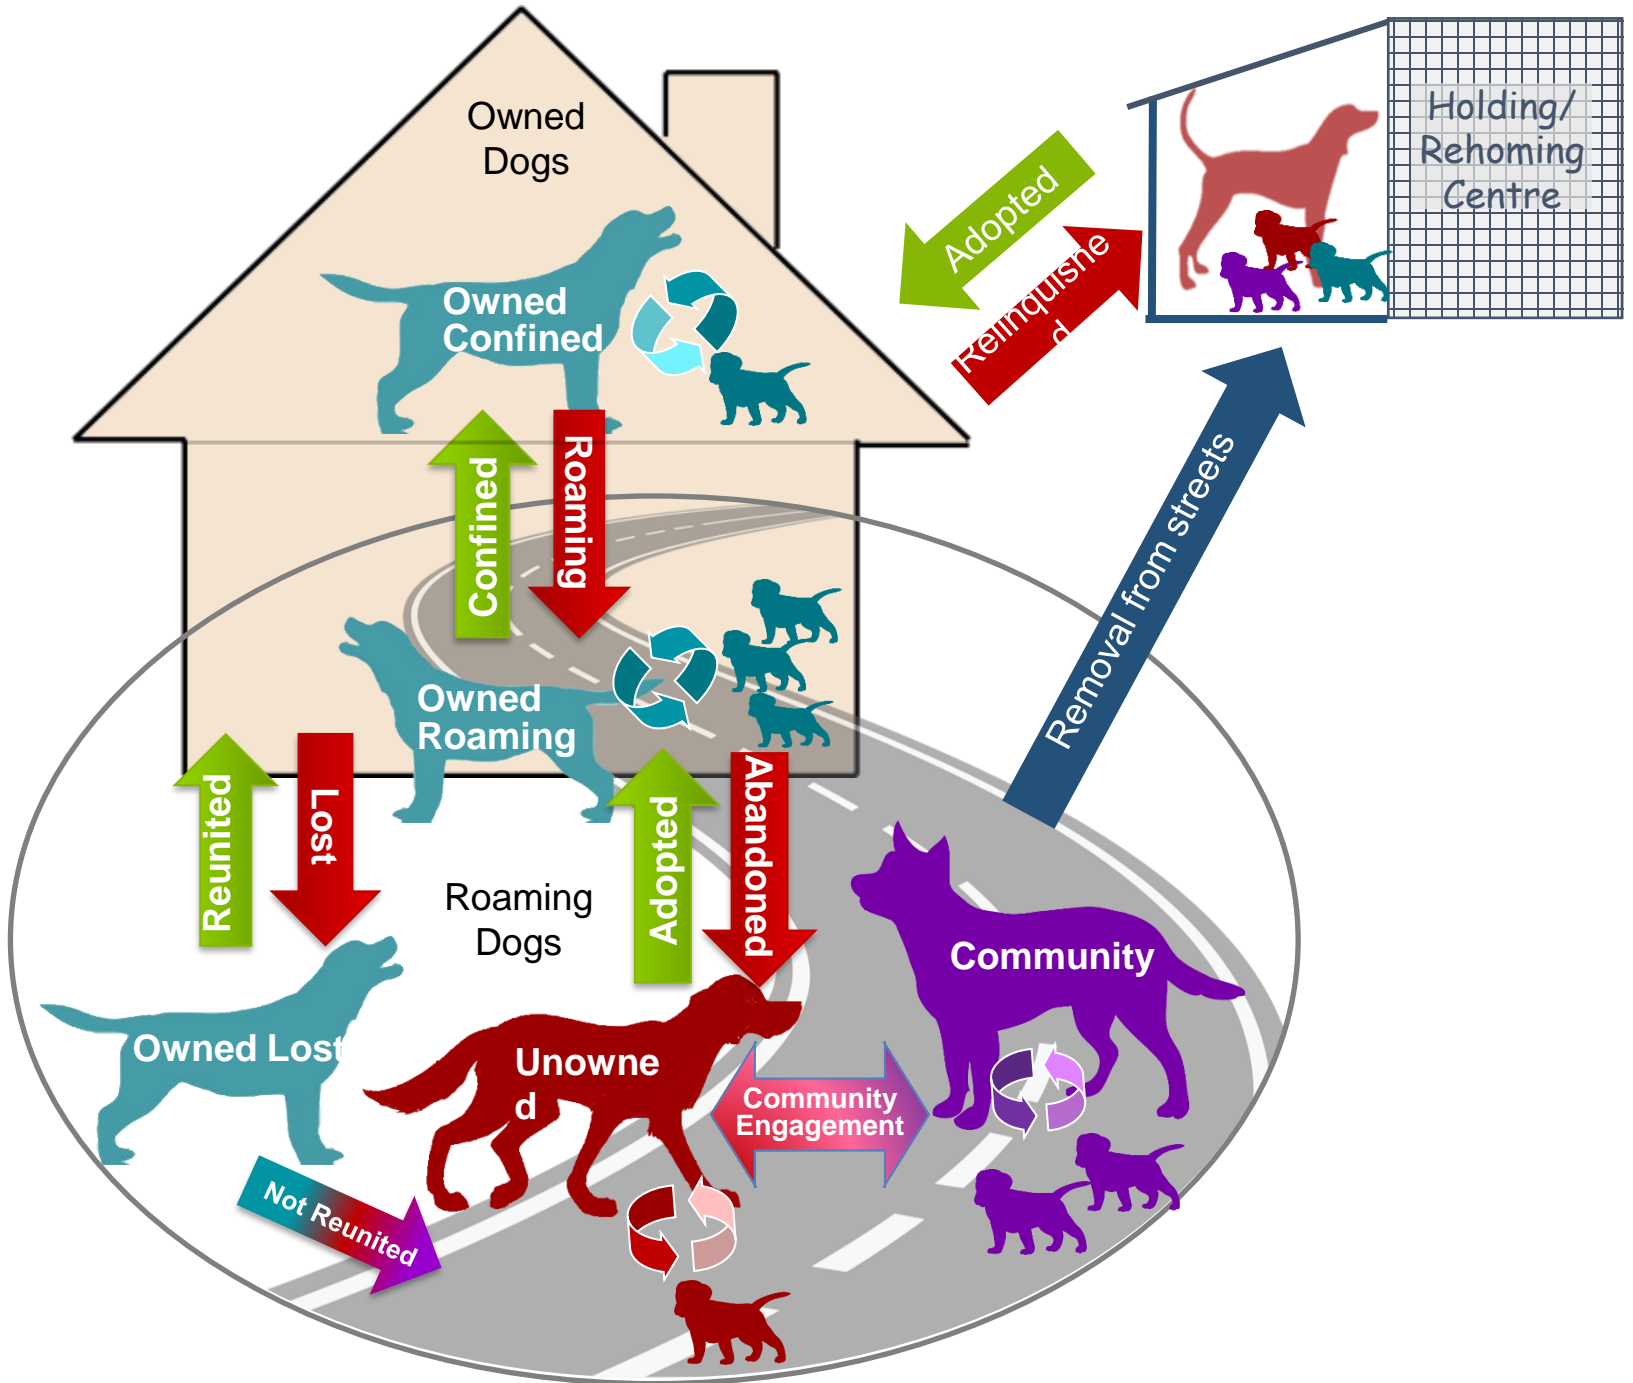 Owned
Dogs
Holding/
Rehoming
Centre
Adopted
Relinquishe
d
Owned
Confined
Confined
Roaming
Removal from streets
Owned
Roaming
Reunited
Lost
Adopted
Abandoned
Roaming
Dogs
Community
Owned Lost
Unowne
d
Community
Engagement
Not Reunited